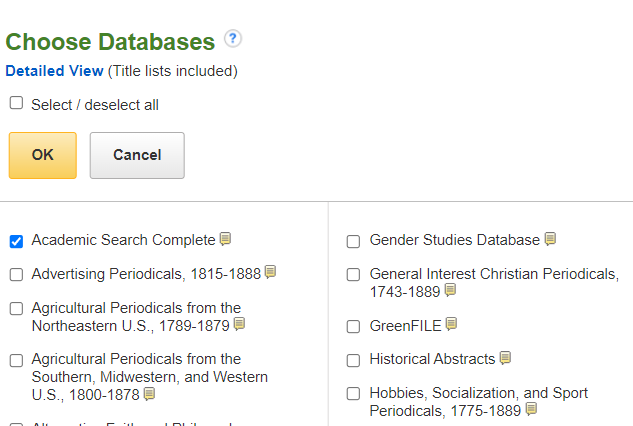 Choose Databases ?
Detailed View (Title lists included)
Select / deselect all
OK Cancel
Academic Search Complete
Advertising Periodicals, 1815-1888
Agricultural Periodicals from the
Northeastern U.S., 1789-1879
Agricultural Periodicals from the
Southern, Midwestern, and Western
U.S., 1800-1878
Gender Studies Database
General Interest Christian Periodicals,
1743-1889
GreenFILE
Historical Abstracts
Hobbies, Socialization, and Sport
Periodicals, 1775-1889